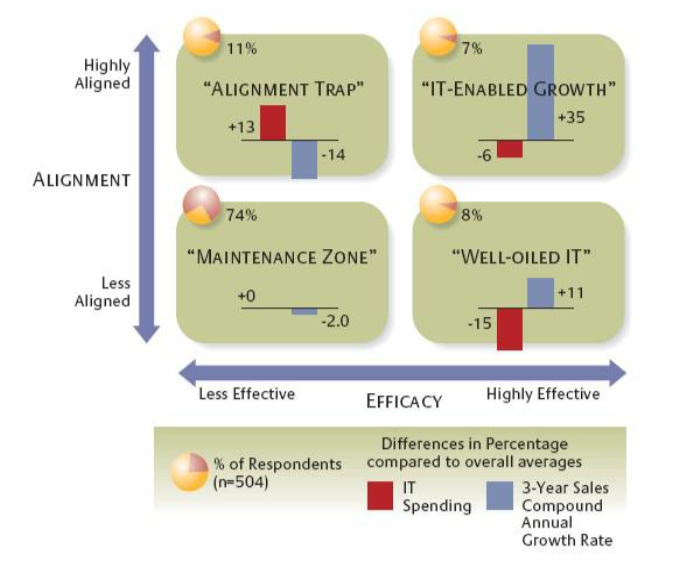 11%
7%
Highly
Aligned
"ALIGNMENT TRAP"
"IT-ENABLED GROWTH"
+13
-14
+35
-6
ALIGNMENT
74%
8%
"MAINTENANCE ZONE"
"WELL-OILED IT"
Less
Aligned
+0
-2.0
+11
-15
Less Effective
EFFICACY
Highly Effective
% of Respondents
(n=504)
Differences in Percentage
compared to overall averages
IT
Spending
3-Year Sales
Compound
Annual
Growth Rate